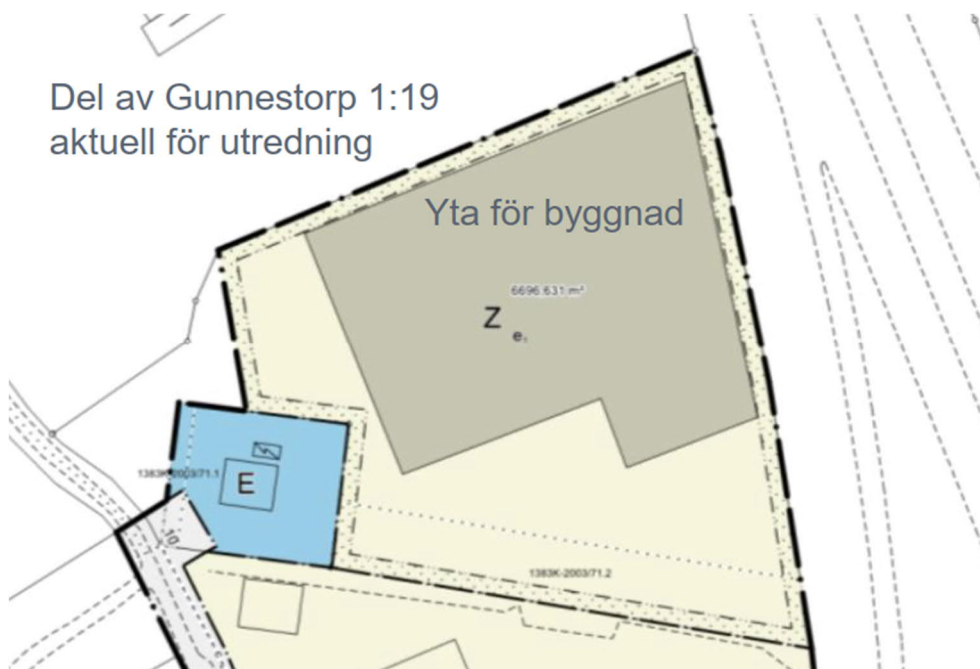 Del av Gunnestorp 1:19
aktuell för utredning
Yta för byggnad
6696.631 m²
Z
e₁
1383K-2003/71.1
E
10
1383K-2003/71.2